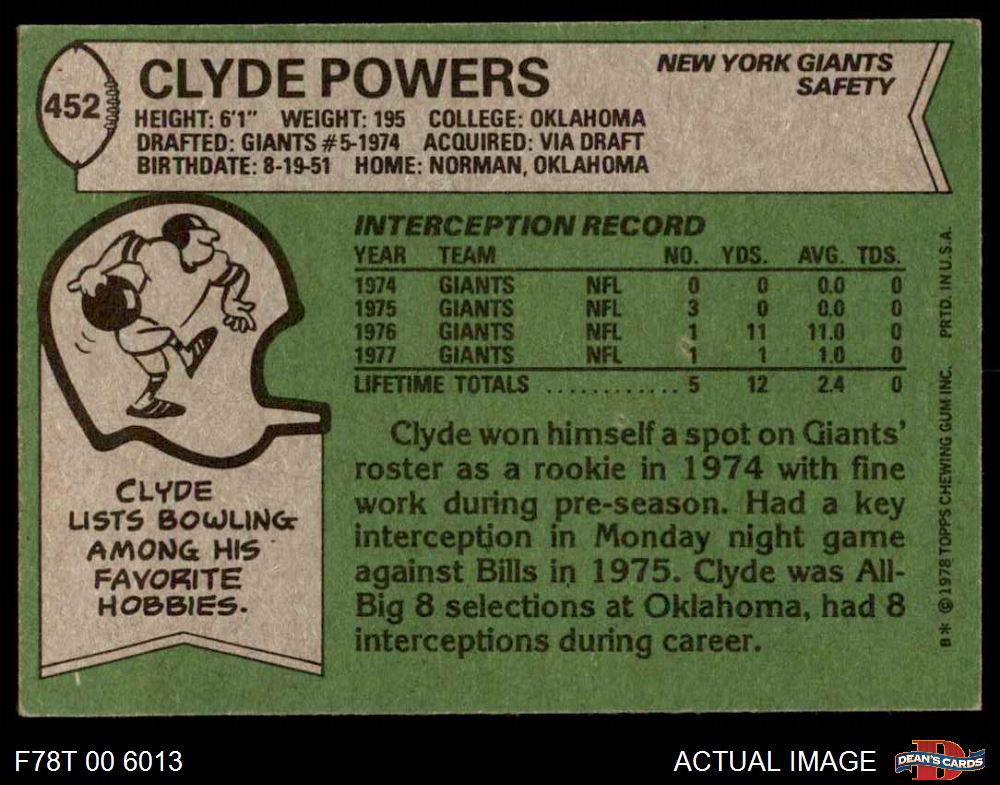 452
CLYDE POWERS
NEW YORK GIANTS
SAFETY
HEIGHT: 6'1" WEIGHT: 195 COLLEGE: OKLAHOMA
DRAFTED: GIANTS #5-1974 ACQUIRED: VIA DRAFT
BIRTHDATE: 8-19-51 HOME: NORMAN, OKLAHOMA
INTERCEPTION RECORD
YEAR TEAM NO. YDS. AVG. TDS.
1974 GIANTS NFL 0 0 0.0 0
1975 GIANTS NFL 3 0 0.0 0
1976 GIANTS NFL 1 11 11.0 0
1977 GIANTS NFL 1 1 1.0 0
LIFETIME TOTALS ............ 5 12 2.4 0
Clyde won himself a spot on Giants'
roster as a rookie in 1974 with fine
work during pre-season. Had a key
interception in Monday night game
against Bills in 1975. Clyde was All-
Big 8 selections at Oklahoma, had 8
interceptions during career.
CLYDE
LISTS BOWLING
AMONG HIS
FAVORITE
HOBBIES.
B* © 1978 TOPPS CHEWING GUM INC. PRTD. IN U.S.A.
F78T 00 6013
ACTUAL IMAGE
D
DEAN'S CARDS